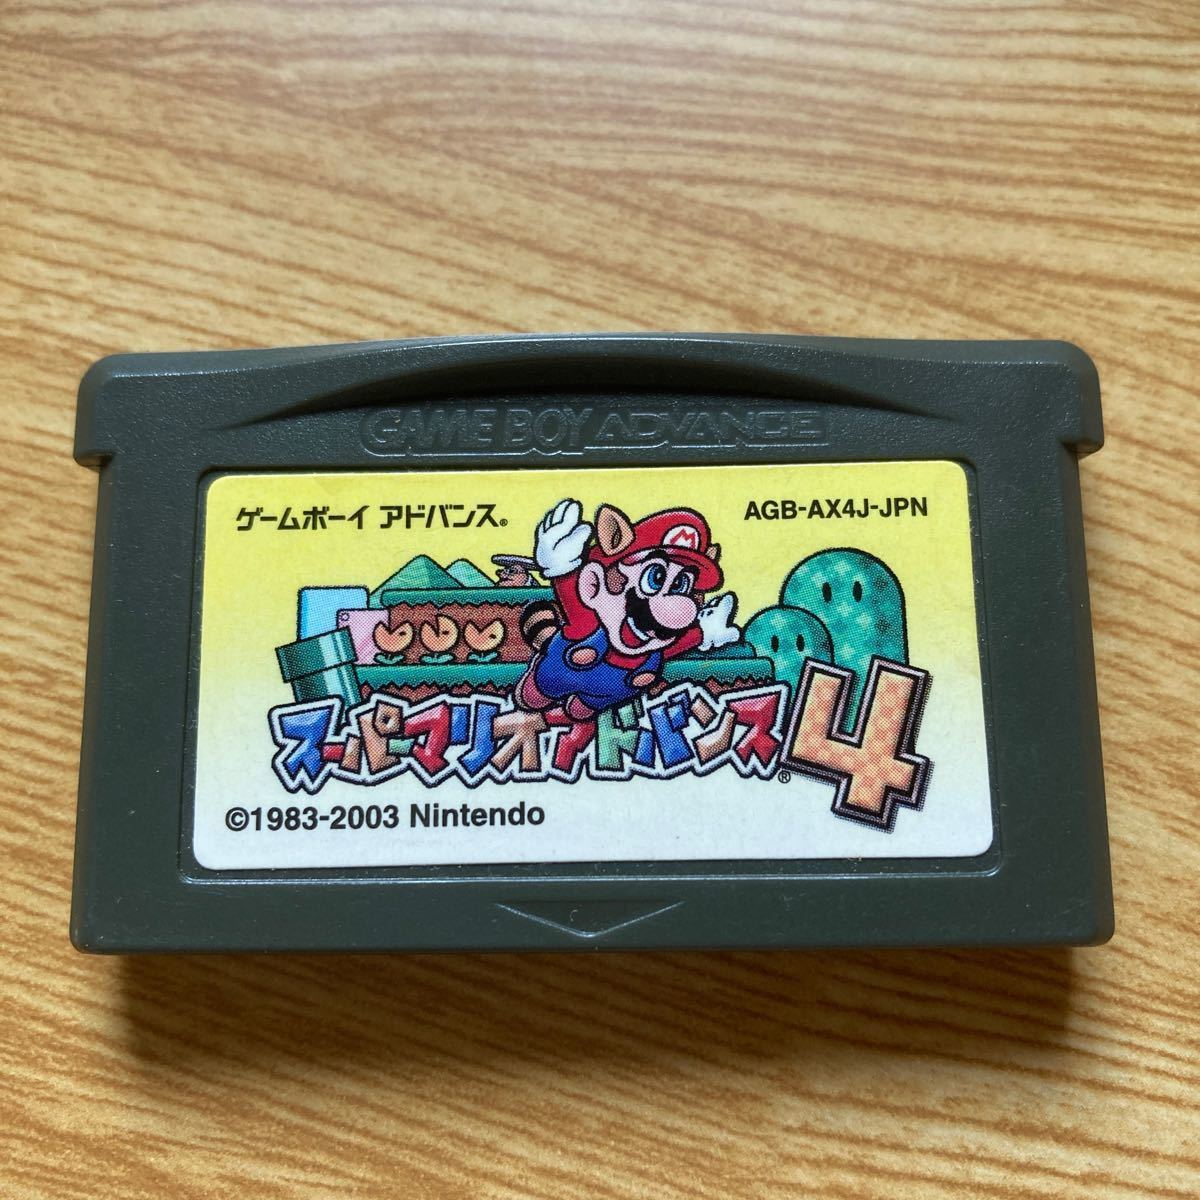 GAME BOY ADVANCE
ゲームボーイ アドバンス®
AGB-AX4J-JPN
M
スーパーマリオアドバンス4®
©1983-2003 Nintendo